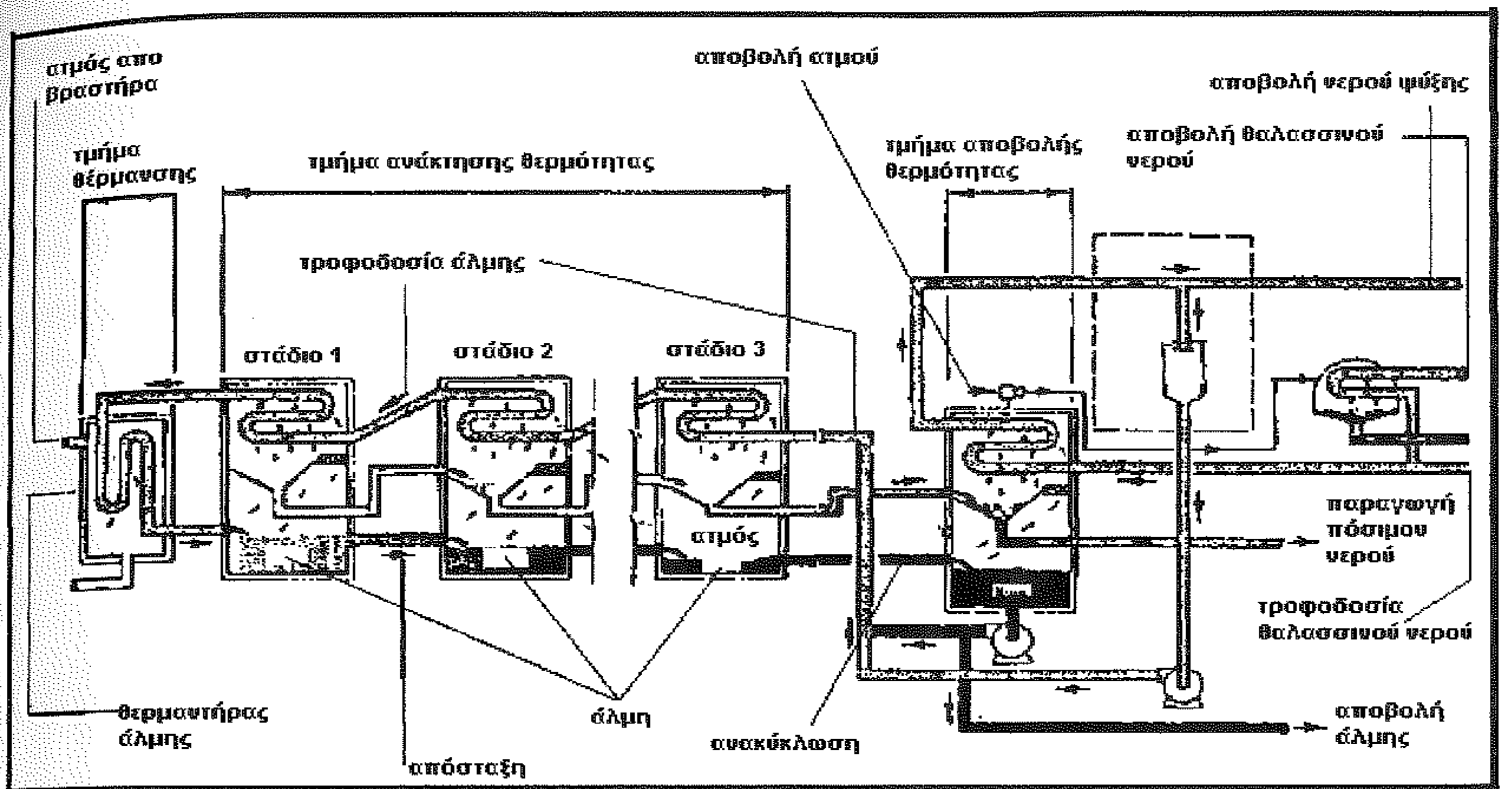 ατμός απο
βραστήρα
αποβολή ατμού
αποβολή νερού ψύξης
τμήμα
θέρμανσης
τμήμα ανάκτησης θερμότητας
τμήμα αποβολής
θερμότητας
αποβολή θαλασσινού
νερού
τροφοδοσία άλμης
στάδιο 1
στάδιο 2
στάδιο 3
ατμός
παραγωγή
πόσιμου
νερού
τροφοδοσία
θαλασσινού νερού
θερμαντήρας
άλμης
άλμη
ανακύκλωση
αποβολή
άλμης
απόσταξη